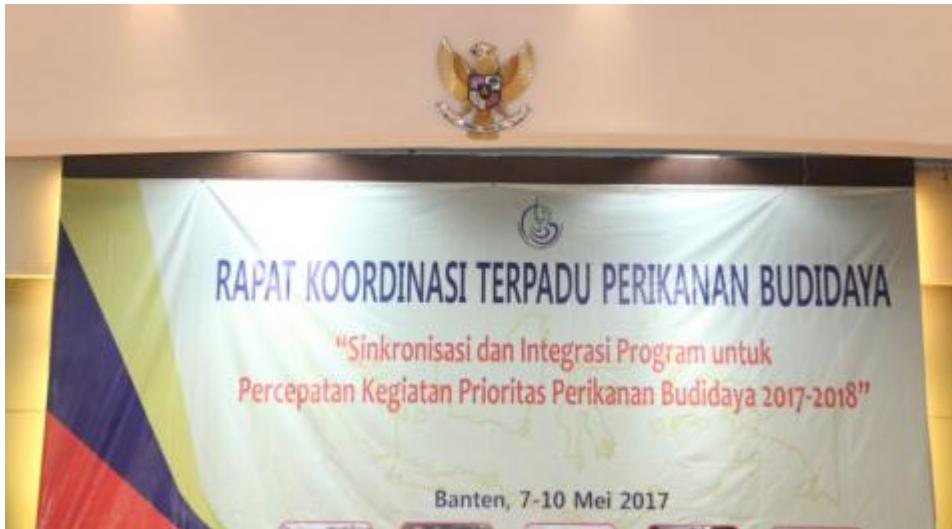 RAPAT KOORDINASI TERPADU PERIKANAN BUDIDAYA
“Sinkronisasi dan Integrasi Program untuk
Percepatan Kegiatan Prioritas Perikanan Budidaya 2017-2018”
Banten, 7-10 Mei 2017